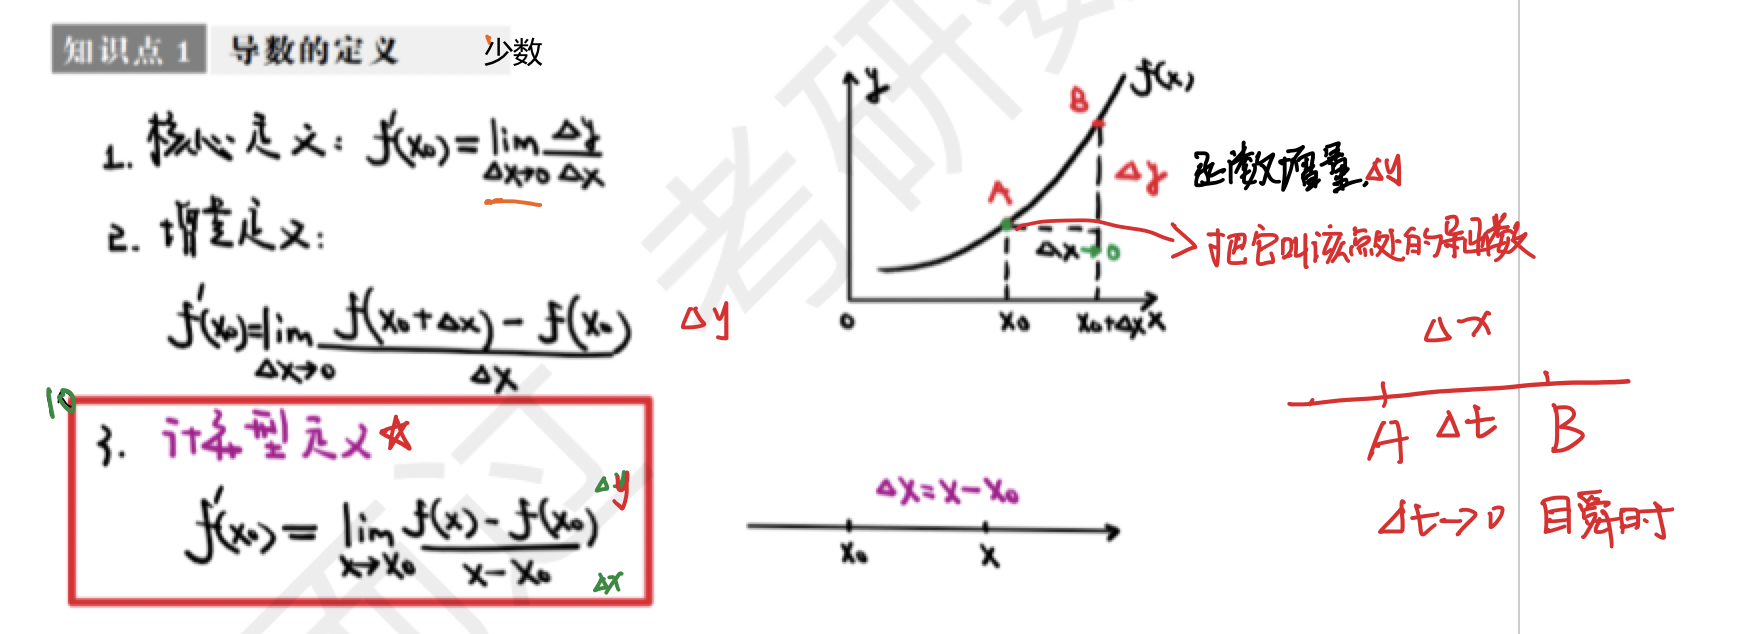 知识点 1 导数的定义 少数
1. 核心定义: f'(x₀) = lim Δy/Δx
Δx→0
2. 增量定义:
f'(x₀) = lim f(x₀+Δx) - f(x₀)/Δx
Δx→0
Δy
10
3. 计算型定义 ☆
f'(x₀) = lim f(x) - f(x₀)/x - x₀
x→x₀
Δy
Δx
y
f(x)
B
A
Δy
Δx→0
0 x₀ x₀+Δx x
函数增量 Δy
把它叫该点处的导数
Δx = x - x₀
x₀ x
Δx
A Δt B
Δt→0 瞬时